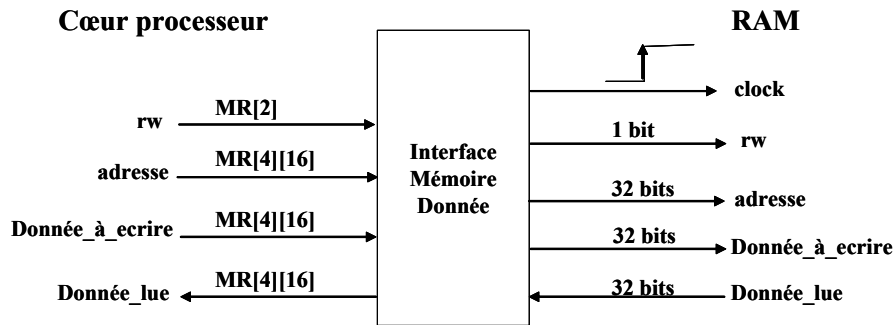 Cœur processeur
RAM
clock
rw
MR[2]
1 bit
rw
adresse
MR[4][16]
Interface
Mémoire
Donnée
32 bits
adresse
Donnée_à_ecrire
MR[4][16]
32 bits
Donnée_à_ecrire
Donnée_lue
MR[4][16]
32 bits
Donnée_lue